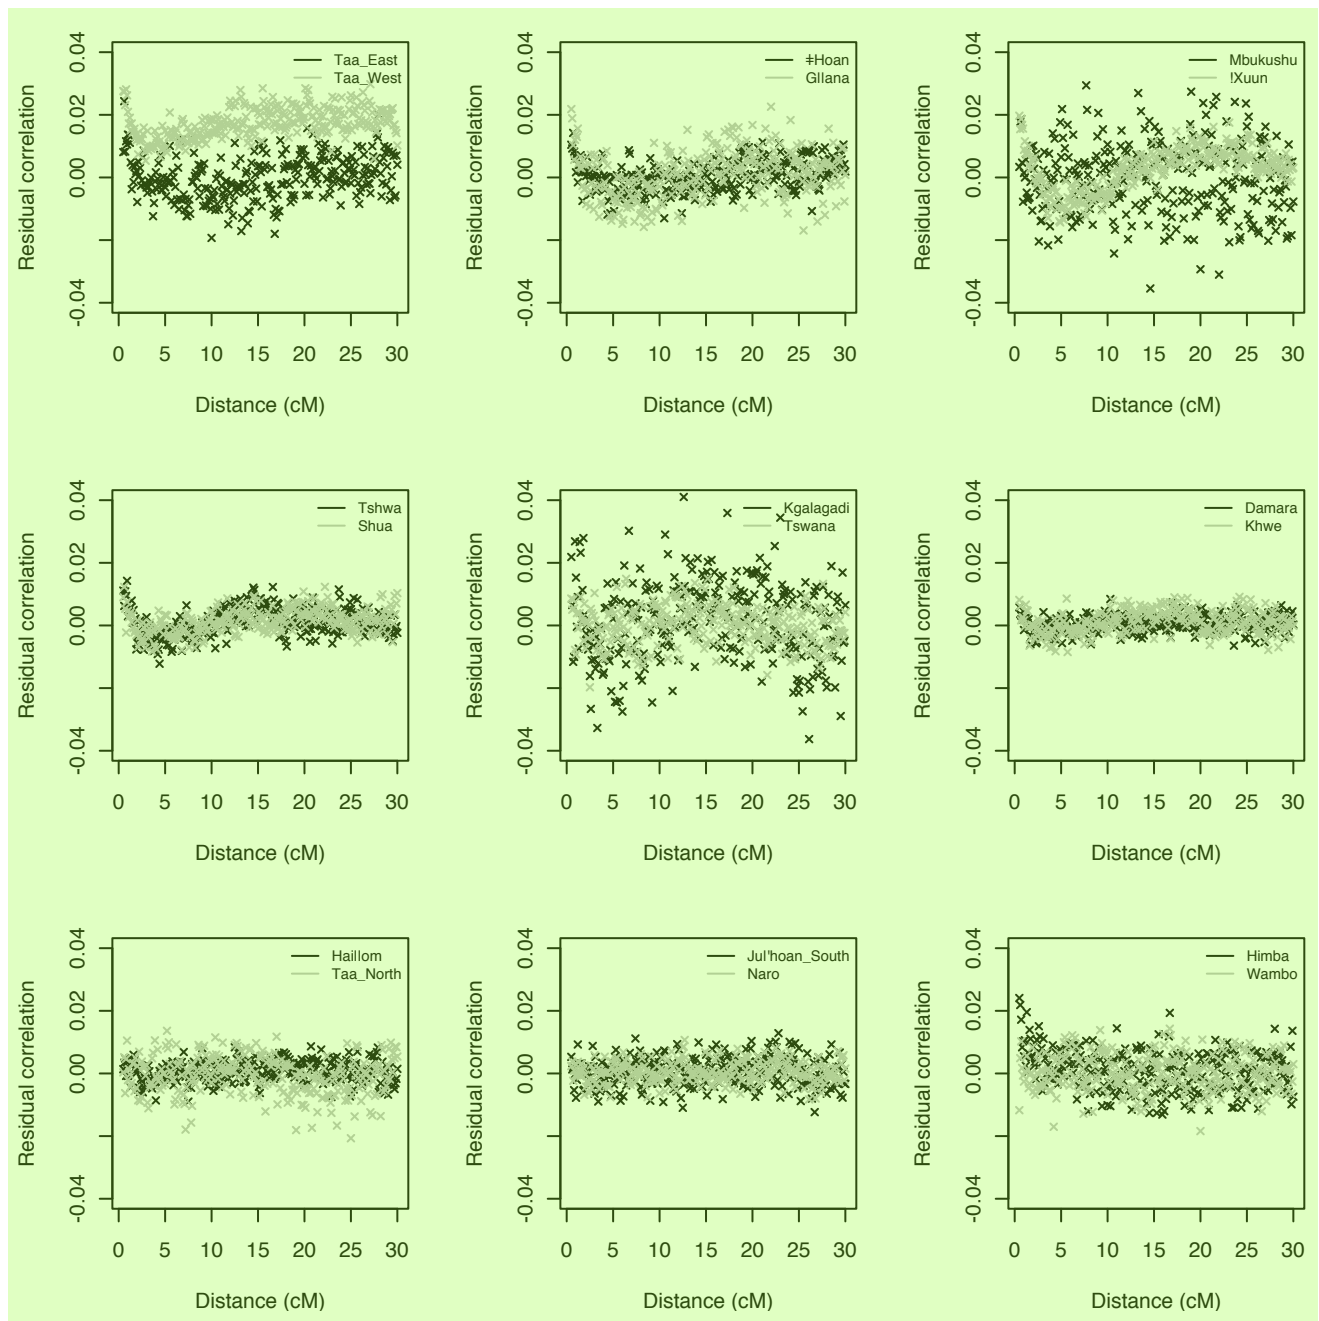 Taa_East
Taa_West
Residual correlation
-0.04
0.00
0.02
0.04
0 5 10 15 20 25 30
Distance (cM)
ǂHoan
GIIana
Residual correlation
-0.04
0.00
0.02
0.04
0 5 10 15 20 25 30
Distance (cM)
Mbukushu
!Xuun
Residual correlation
-0.04
0.00
0.02
0.04
0 5 10 15 20 25 30
Distance (cM)
Tshwa
Shua
Residual correlation
-0.04
0.00
0.02
0.04
0 5 10 15 20 25 30
Distance (cM)
Kgalagadi
Tswana
Residual correlation
-0.04
0.00
0.02
0.04
0 5 10 15 20 25 30
Distance (cM)
Damara
Khwe
Residual correlation
-0.04
0.00
0.02
0.04
0 5 10 15 20 25 30
Distance (cM)
HaiIIom
Taa_North
Residual correlation
-0.04
0.00
0.02
0.04
0 5 10 15 20 25 30
Distance (cM)
JuI'hoan_South
Naro
Residual correlation
-0.04
0.00
0.02
0.04
0 5 10 15 20 25 30
Distance (cM)
Himba
Wambo
Residual correlation
-0.04
0.00
0.02
0.04
0 5 10 15 20 25 30
Distance (cM)